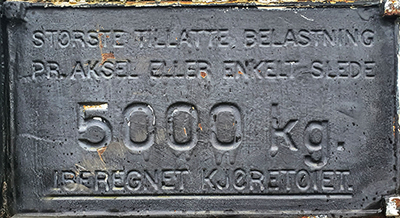 STØRSTE TILLATTE BELASTNING
PR. AKSEL ELLER ENKELT SLEDE
5000 kg.
IBEREGNET KJØRETØIET.